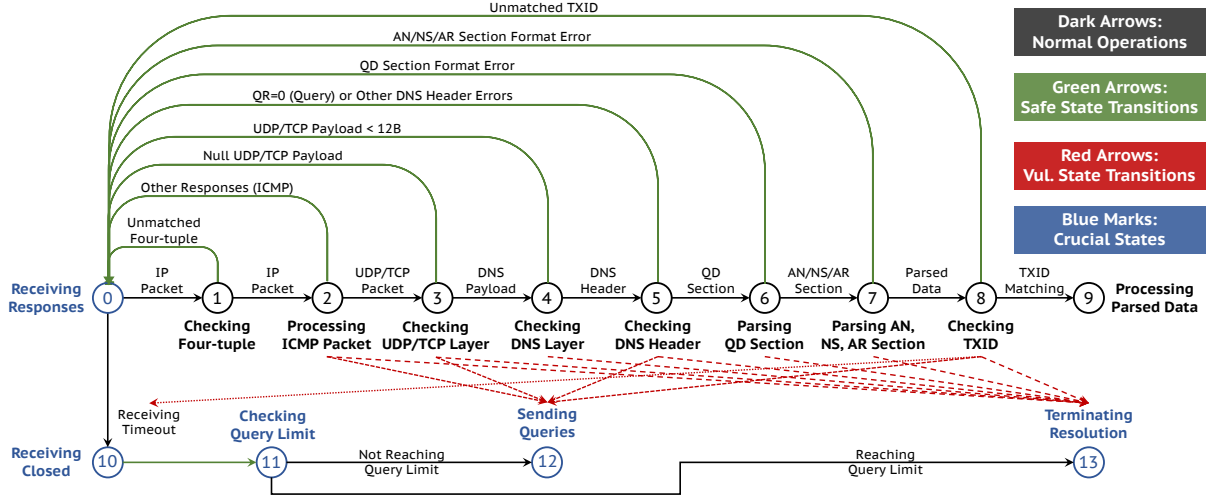 Unmatched TXID
AN/NS/AR Section Format Error
QD Section Format Error
QR=0 (Query) or Other DNS Header Errors
UDP/TCP Payload < 12B
Null UDP/TCP Payload
Other Responses (ICMP)
Unmatched
Four-tuple
Dark Arrows:
Normal Operations
Green Arrows:
Safe State Transitions
Red Arrows:
Vul. State Transitions
Blue Marks:
Crucial States
Receiving
Responses
0
IP
Packet
1
Checking
Four-tuple
IP
Packet
2
Processing
ICMP Packet
UDP/TCP
Packet
3
Checking
UDP/TCP Layer
DNS
Payload
4
Checking
DNS Layer
DNS
Header
5
Checking
DNS Header
QD
Section
6
Parsing
QD Section
AN/NS/AR
Section
7
Parsing AN,
NS, AR Section
Parsed
Data
8
Checking
TXID
TXID
Matching
9
Processing
Parsed Data
Receiving
Timeout
Receiving
Closed
10
Checking
Query Limit
11
Not Reaching
Query Limit
Sending
Queries
12
Reaching
Query Limit
Terminating
Resolution
13